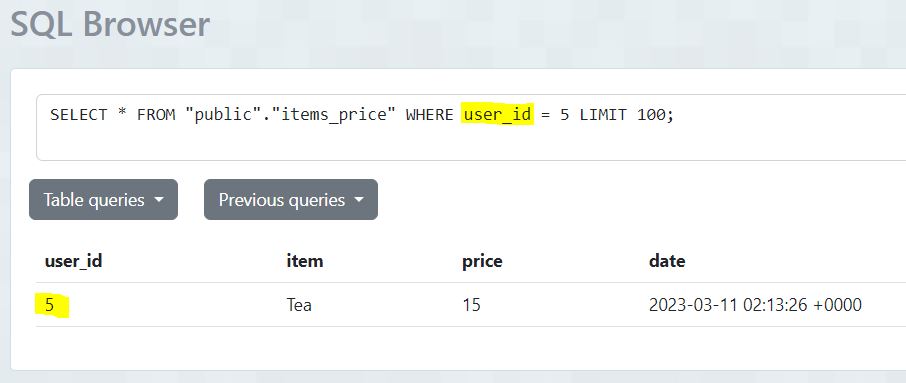 SQL Browser
SELECT * FROM "public"."items_price" WHERE user_id = 5 LIMIT 100;
Table queries Previous queries
user_id item price date
5 Tea 15 2023-03-11 02:13:26 +0000